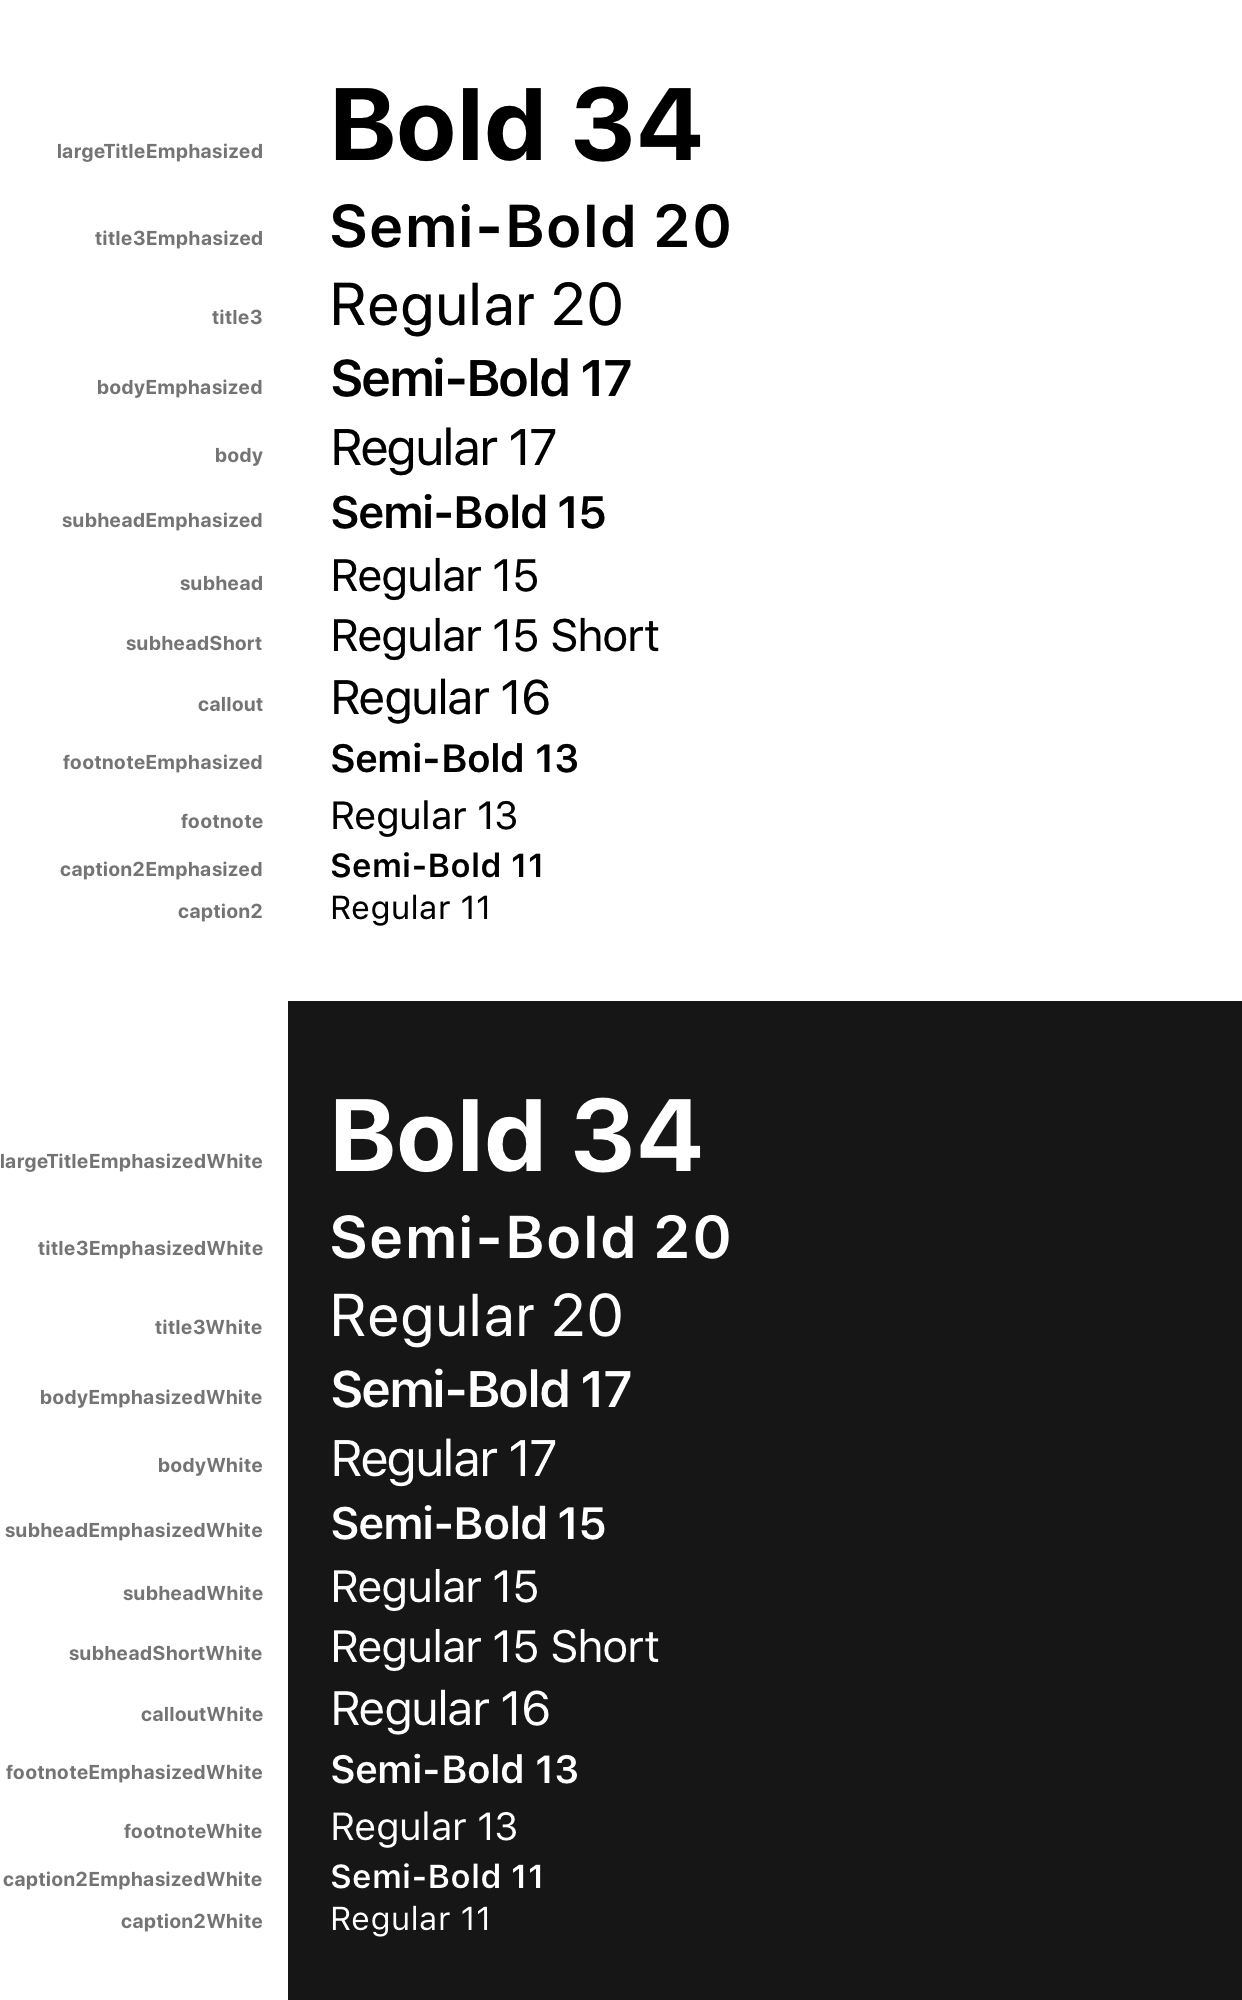 largeTitleEmphasized Bold 34
title3Emphasized Semi-Bold 20
title3 Regular 20
bodyEmphasized Semi-Bold 17
body Regular 17
subheadEmphasized Semi-Bold 15
subhead Regular 15
subheadShort Regular 15 Short
callout Regular 16
footnoteEmphasized Semi-Bold 13
footnote Regular 13
caption2Emphasized Semi-Bold 11
caption2 Regular 11
largeTitleEmphasizedWhite Bold 34
title3EmphasizedWhite Semi-Bold 20
title3White Regular 20
bodyEmphasizedWhite Semi-Bold 17
bodyWhite Regular 17
subheadEmphasizedWhite Semi-Bold 15
subheadWhite Regular 15
subheadShortWhite Regular 15 Short
calloutWhite Regular 16
footnoteEmphasizedWhite Semi-Bold 13
footnoteWhite Regular 13
caption2EmphasizedWhite Semi-Bold 11
caption2White Regular 11